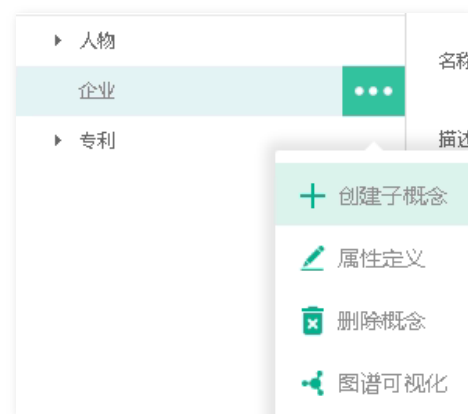 人物
名称
企业
描述
专利
创建子概念
属性定义
删除概念
图谱可视化